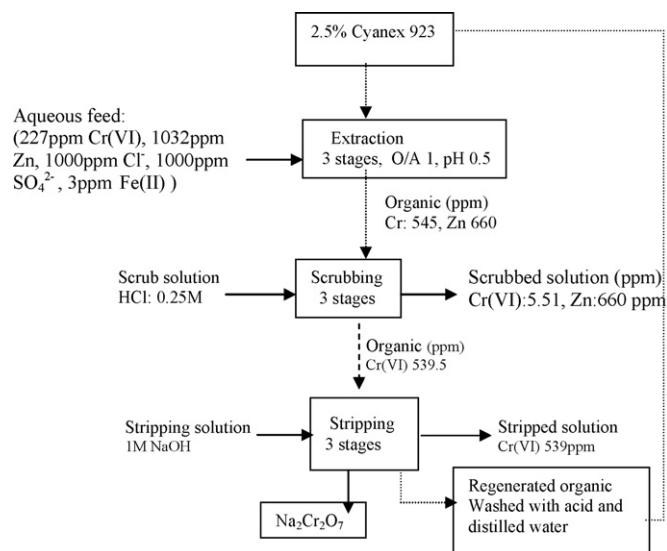 2.5% Cyanex 923
Aqueous feed:
(227ppm Cr(VI), 1032ppm
Zn, 1000ppm Cl⁻, 1000ppm
SO₄²⁻, 3ppm Fe(II) )
Extraction
3 stages, O/A 1, pH 0.5
Organic (ppm)
Cr: 545, Zn 660
Scrub solution
HCl: 0.25M
Scrubbing
3 stages
Scrubbed solution (ppm)
Cr(VI):5.51, Zn:660 ppm
Organic (ppm)
Cr(VI) 539.5
Stripping solution
1M NaOH
Stripping
3 stages
Stripped solution
Cr(VI) 539ppm
Na₂Cr₂O₇
Regenerated organic
Washed with acid and
distilled water